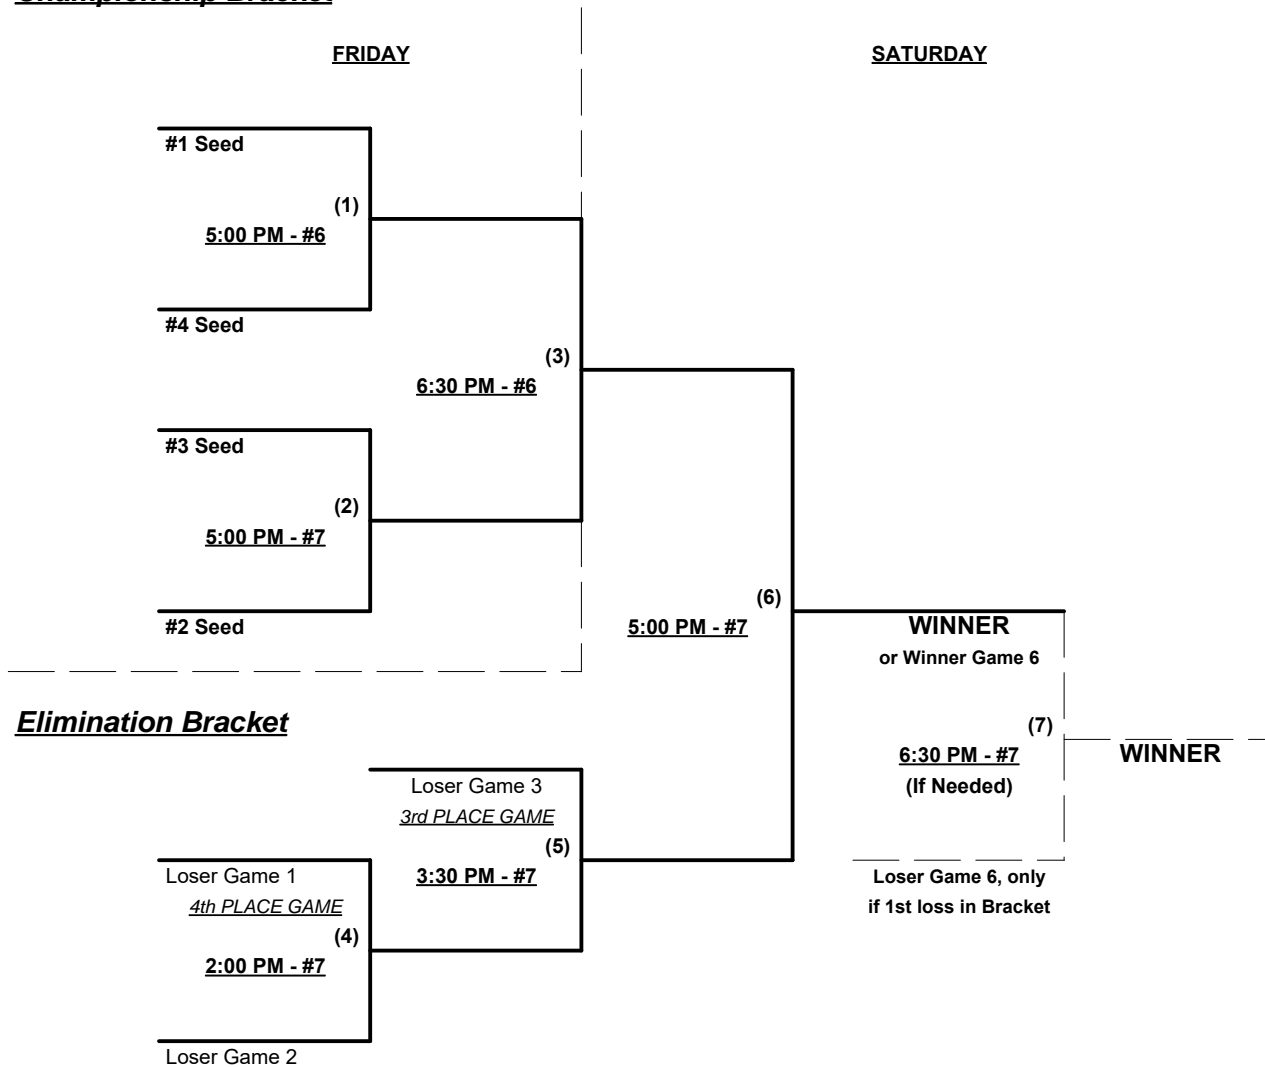 FRIDAY
SATURDAY
#1 Seed
(1)
5:00 PM - #6
#4 Seed
(3)
6:30 PM - #6
#3 Seed
(2)
5:00 PM - #7
#2 Seed
(6)
5:00 PM - #7
WINNER
or Winner Game 6
Elimination Bracket
(7)
6:30 PM - #7
(If Needed)
WINNER
Loser Game 3
3rd PLACE GAME
(5)
3:30 PM - #7
Loser Game 1
4th PLACE GAME
(4)
2:00 PM - #7
Loser Game 6, only
if 1st loss in Bracket
Loser Game 2